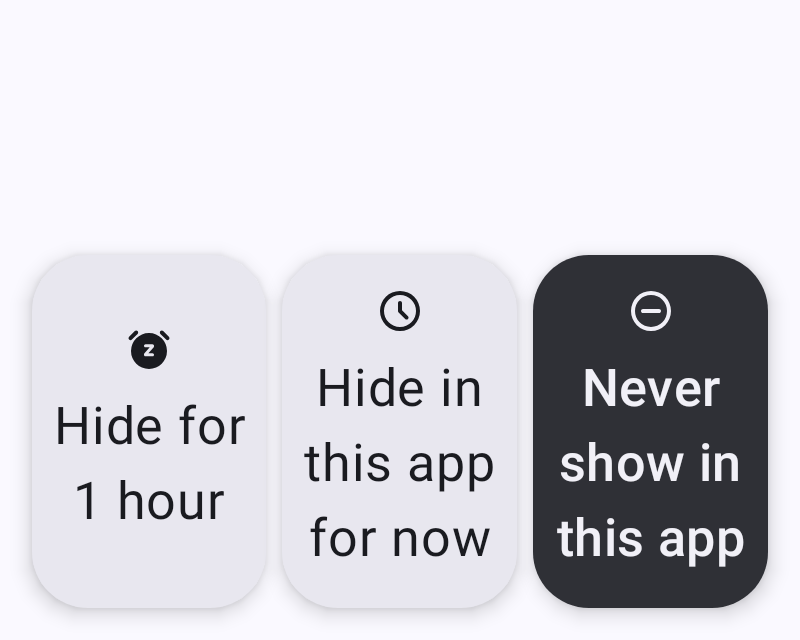 Hide for
1 hour
Hide in
this app
for now
Never
show in
this app